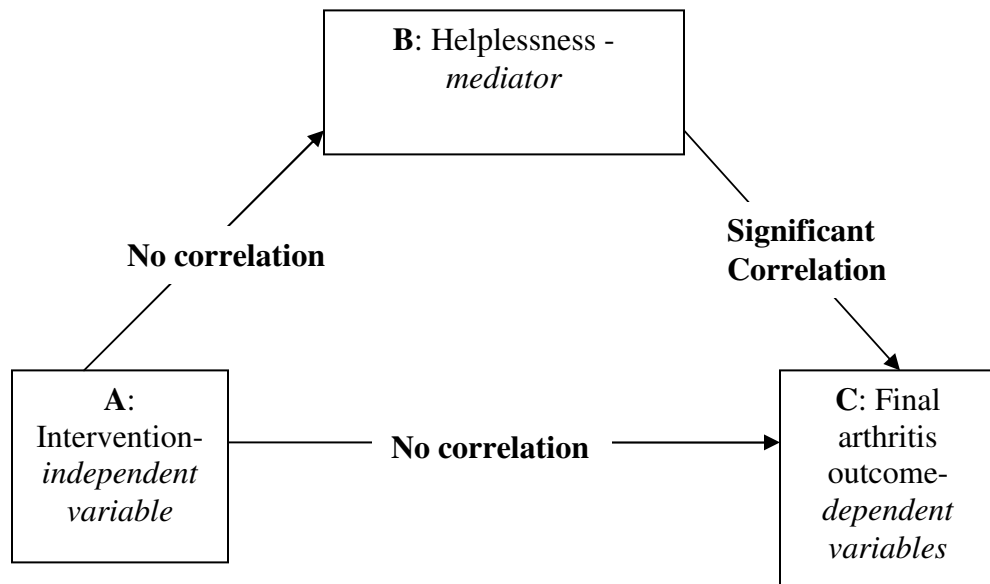 B: Helplessness -
mediator
No correlation
Significant
Correlation
A:
Intervention-
independent
variable
No correlation
C: Final
arthritis
outcome-
dependent
variables